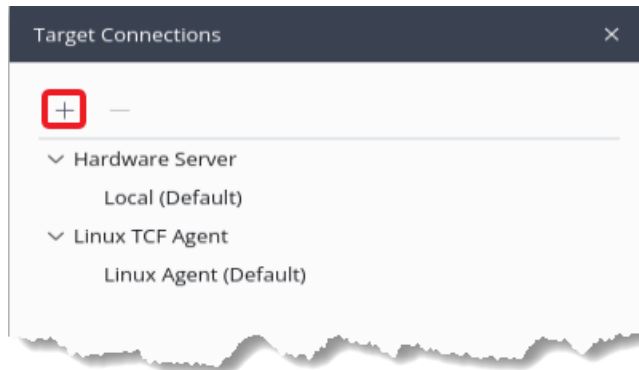 Target Connections
Hardware Server
Local (Default)
Linux TCF Agent
Linux Agent (Default)